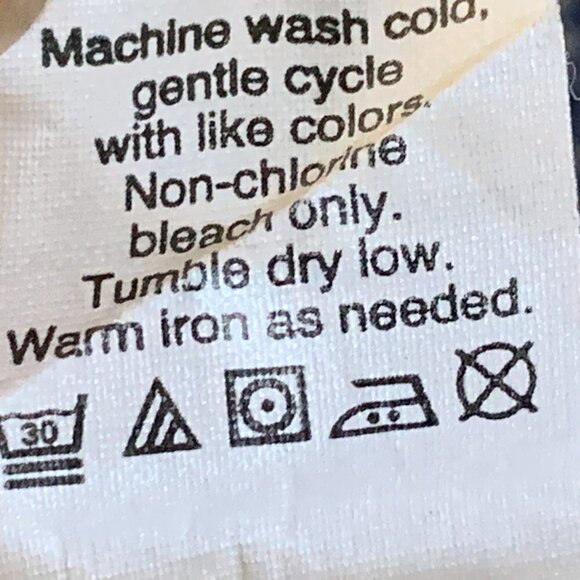 Machine wash cold,
gentle cycle
with like colors.
Non-chlorine
bleach only.
Tumble dry low.
Warm iron as needed.
30